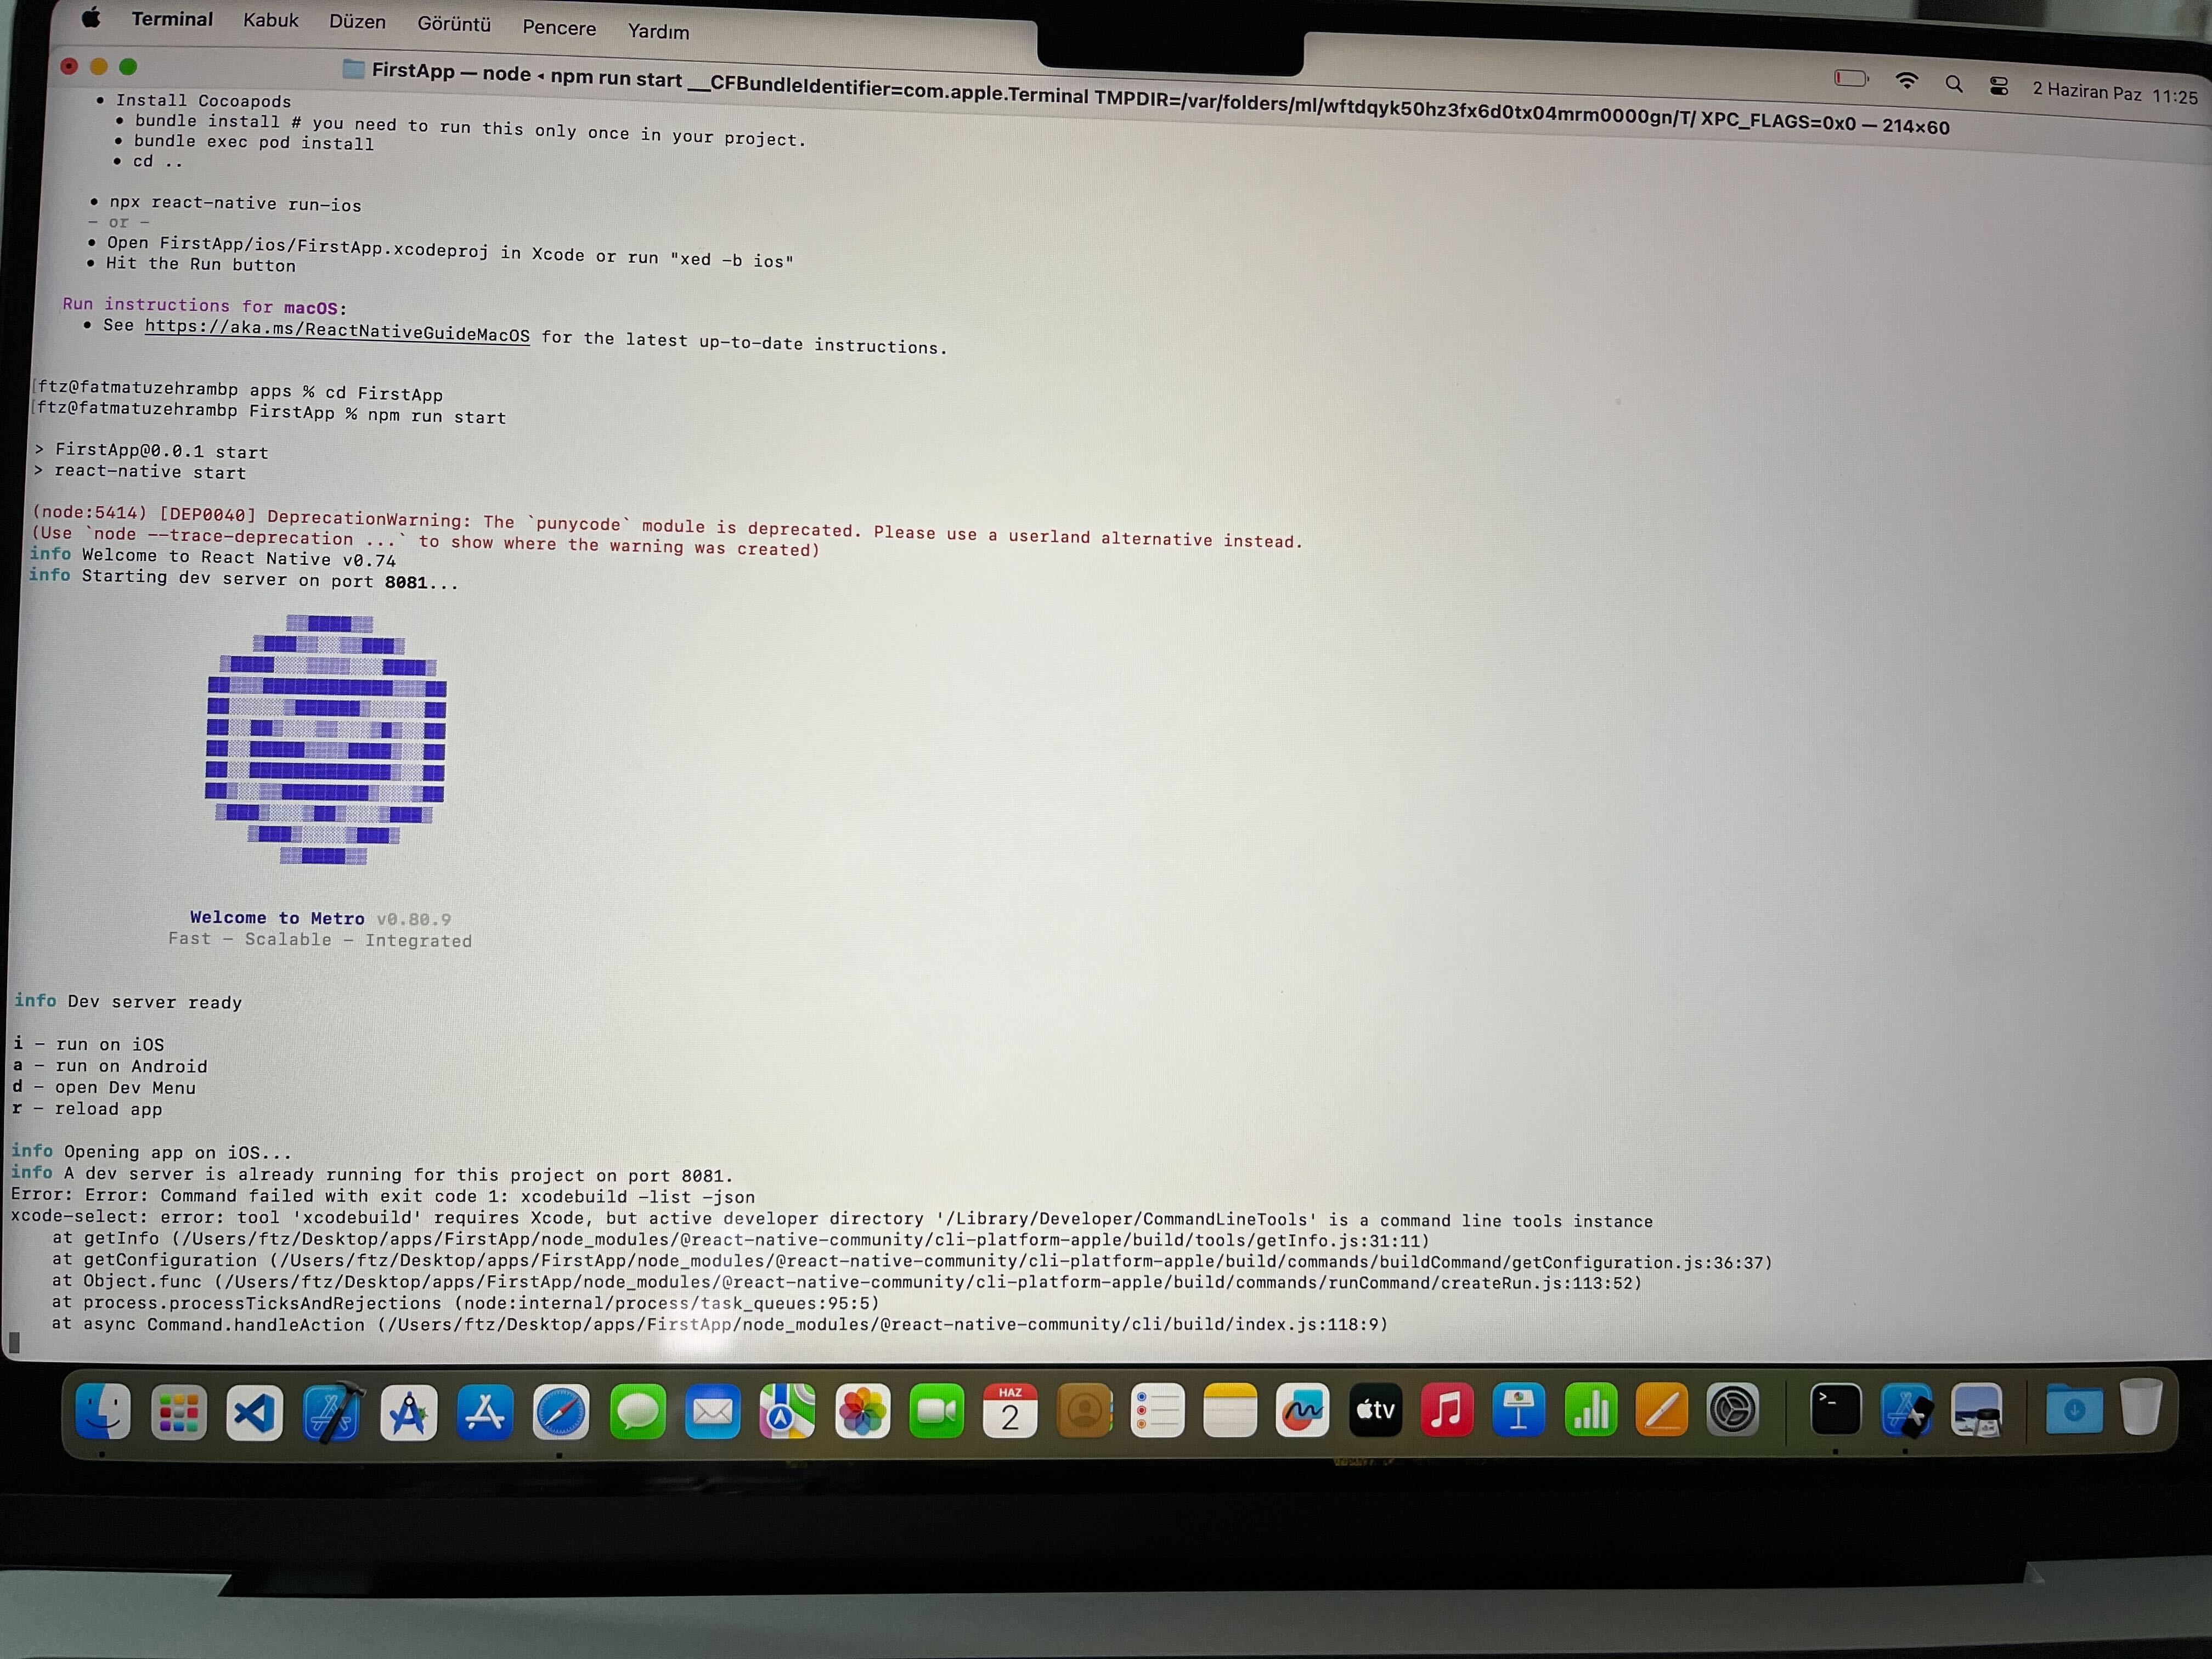 Terminal Kabuk Düzen Görüntü Pencere Yardım
2 Haziran Paz 11:25
FirstApp — node ◂ npm run start __CFBundleIdentifier=com.apple.Terminal TMPDIR=/var/folders/ml/wftdqyk50hz3fx6d0tx04mrm0000gn/T/ XPC_FLAGS=0x0 — 214×60
• Install Cocoapods
• bundle install # you need to run this only once in your project.
• bundle exec pod install
• cd ..
• npx react-native run-ios
- or -
• Open FirstApp/ios/FirstApp.xcodeproj in Xcode or run "xed -b ios"
• Hit the Run button
Run instructions for macOS:
• See https://aka.ms/ReactNativeGuideMacOS for the latest up-to-date instructions.
[ftz@fatmatuzehrambp apps % cd FirstApp
[ftz@fatmatuzehrambp FirstApp % npm run start
> FirstApp@0.0.1 start
> react-native start
(node:5414) [DEP0040] DeprecationWarning: The `punycode` module is deprecated. Please use a userland alternative instead.
(Use `node --trace-deprecation ...` to show where the warning was created)
info Welcome to React Native v0.74
info Starting dev server on port 8081...
Welcome to Metro v0.80.9
Fast - Scalable - Integrated
info Dev server ready
i - run on iOS
a - run on Android
d - open Dev Menu
r - reload app
info Opening app on iOS...
info A dev server is already running for this project on port 8081.
Error: Error: Command failed with exit code 1: xcodebuild -list -json
xcode-select: error: tool 'xcodebuild' requires Xcode, but active developer directory '/Library/Developer/CommandLineTools' is a command line tools instance
at getInfo (/Users/ftz/Desktop/apps/FirstApp/node_modules/@react-native-community/cli-platform-apple/build/tools/getInfo.js:31:11)
at getConfiguration (/Users/ftz/Desktop/apps/FirstApp/node_modules/@react-native-community/cli-platform-apple/build/commands/buildCommand/getConfiguration.js:36:37)
at Object.func (/Users/ftz/Desktop/apps/FirstApp/node_modules/@react-native-community/cli-platform-apple/build/commands/runCommand/createRun.js:113:52)
at process.processTicksAndRejections (node:internal/process/task_queues:95:5)
at async Command.handleAction (/Users/ftz/Desktop/apps/FirstApp/node_modules/@react-native-community/cli/build/index.js:118:9)
HAZ
2
tv
>_